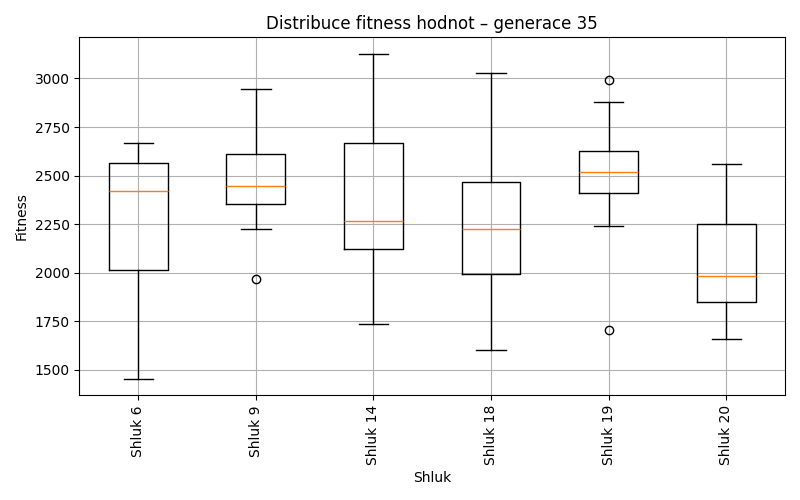 Distribuce fitness hodnot – generace 35
Fitness
3000
2750
2500
2250
2000
1750
1500
Shluk 6
Shluk 9
Shluk 14
Shluk 18
Shluk 19
Shluk 20
Shluk